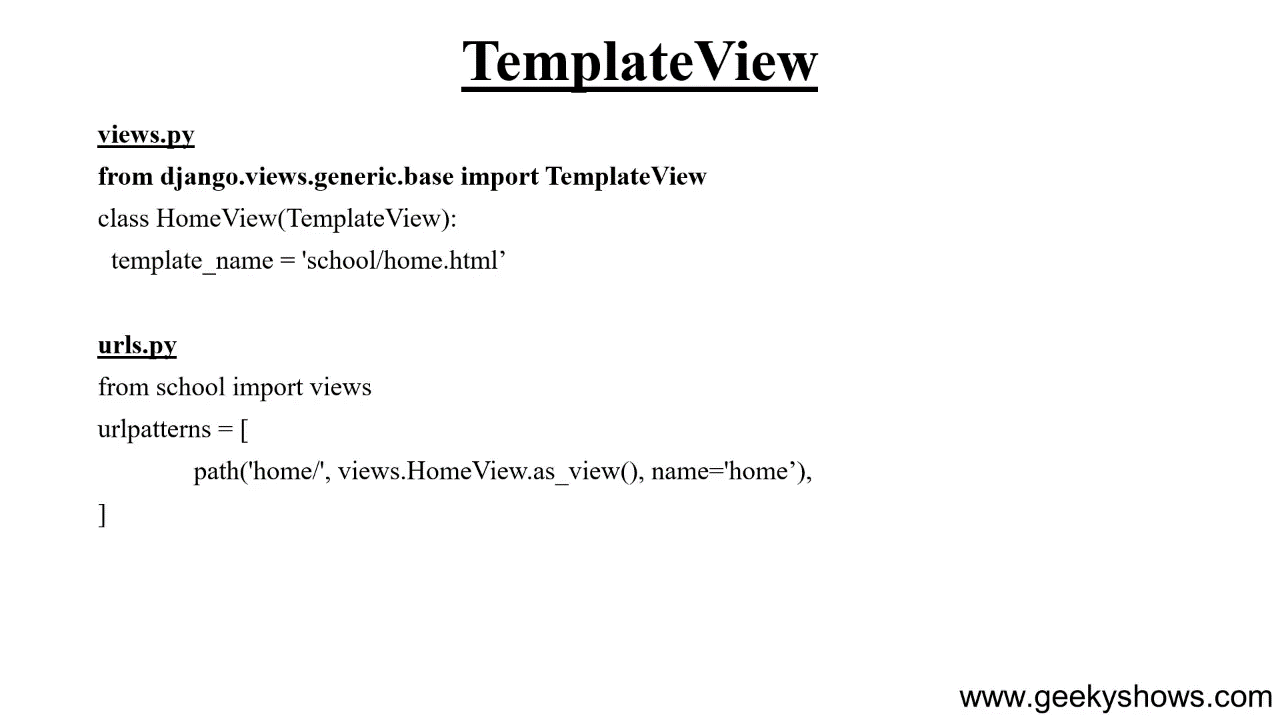 TemplateView
views.py
from django.views.generic.base import TemplateView
class HomeView(TemplateView):
template_name = 'school/home.html’
urls.py
from school import views
urlpatterns = [
path('home/', views.HomeView.as_view(), name='home’),
]
www.geekyshows.com